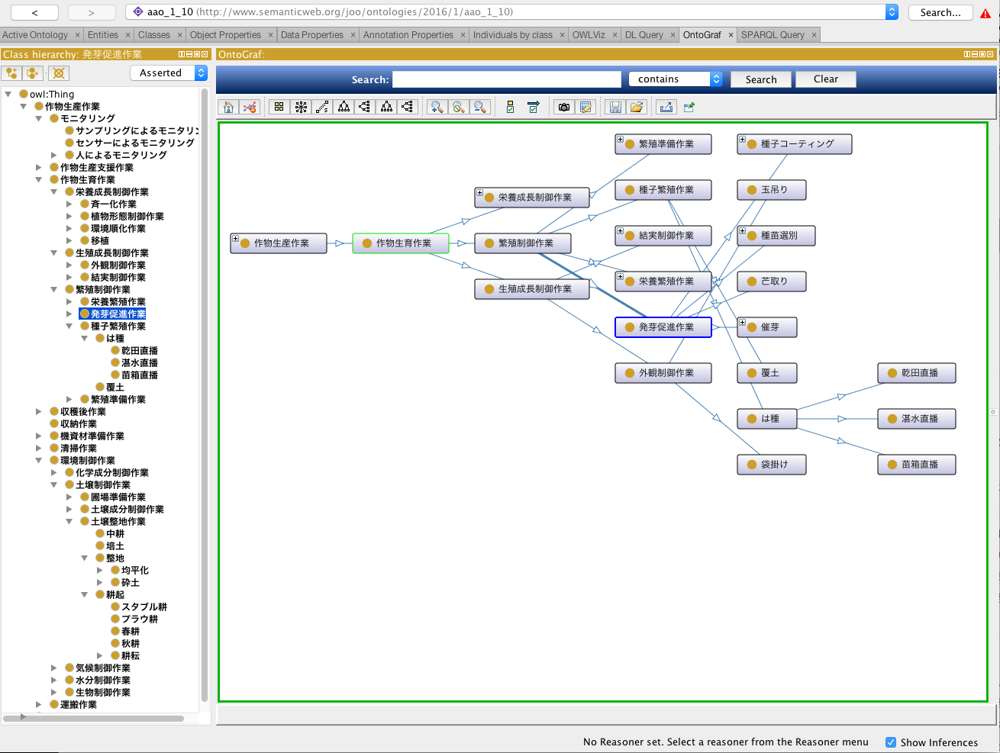 <
>
aao_1_10 (http://www.semanticweb.org/joo/ontologies/2016/1/aao_1_10)
Search...
Active Ontology × Entities × Classes × Object Properties × Data Properties × Annotation Properties × Individuals by class × OWLViz × DL Query × OntoGraf × SPARQL Query ×
Class hierarchy: 発芽促進作業
Asserted
owl:Thing
作物生産作業
モニタリング
サンプリングによるモニタリン
センサーによるモニタリング
人によるモニタリング
作物生産支援作業
作物生育作業
栄養成長制御作業
斉一化作業
植物形態制御作業
環境順化作業
移植
生殖成長制御作業
外観制御作業
結実制御作業
繁殖制御作業
栄養繁殖作業
発芽促進作業
種子繁殖作業
は種
乾田直播
湛水直播
苗箱直播
覆土
繁殖準備作業
収穫後作業
収納作業
機資材準備作業
清掃作業
環境制御作業
化学成分制御作業
土壌制御作業
圃場準備作業
土壌成分制御作業
土壌整地作業
中耕
培土
整地
均平化
砕土
耕起
スタブル耕
プラウ耕
春耕
秋耕
耕耘
気候制御作業
水分制御作業
生物制御作業
運搬作業
OntoGraf:
Search:
contains
Search
Clear
繁殖準備作業
種子コーティング
栄養成長制御作業
種子繁殖作業
玉吊り
作物生産作業
作物生育作業
繁殖制御作業
結実制御作業
種苗選別
生殖成長制御作業
栄養繁殖作業
芒取り
発芽促進作業
催芽
外観制御作業
覆土
乾田直播
は種
湛水直播
袋掛け
苗箱直播
No Reasoner set. Select a reasoner from the Reasoner menu
Show Inferences